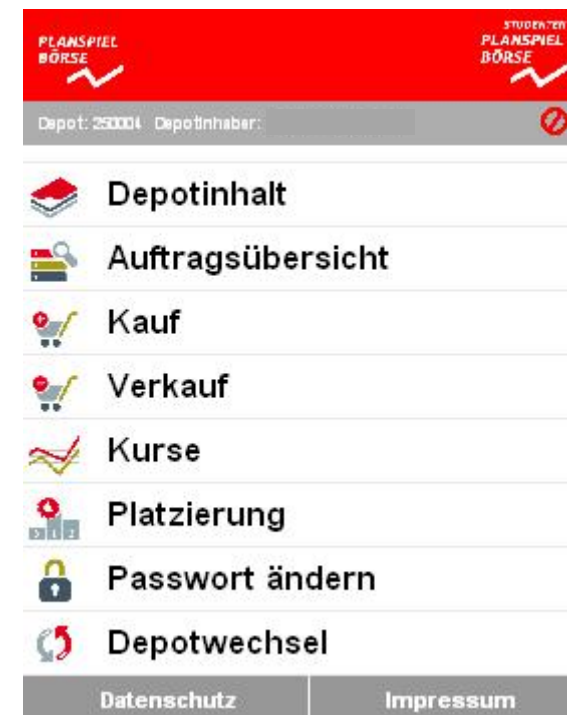 PLANSPIEL
BÖRSE
STUDENTEN
PLANSPIEL
BÖRSE
Depot: 250004 Depotinhaber:
Depotinhalt
Auftragsübersicht
Kauf
Verkauf
Kurse
Platzierung
Passwort ändern
Depotwechsel
Datenschutz Impressum